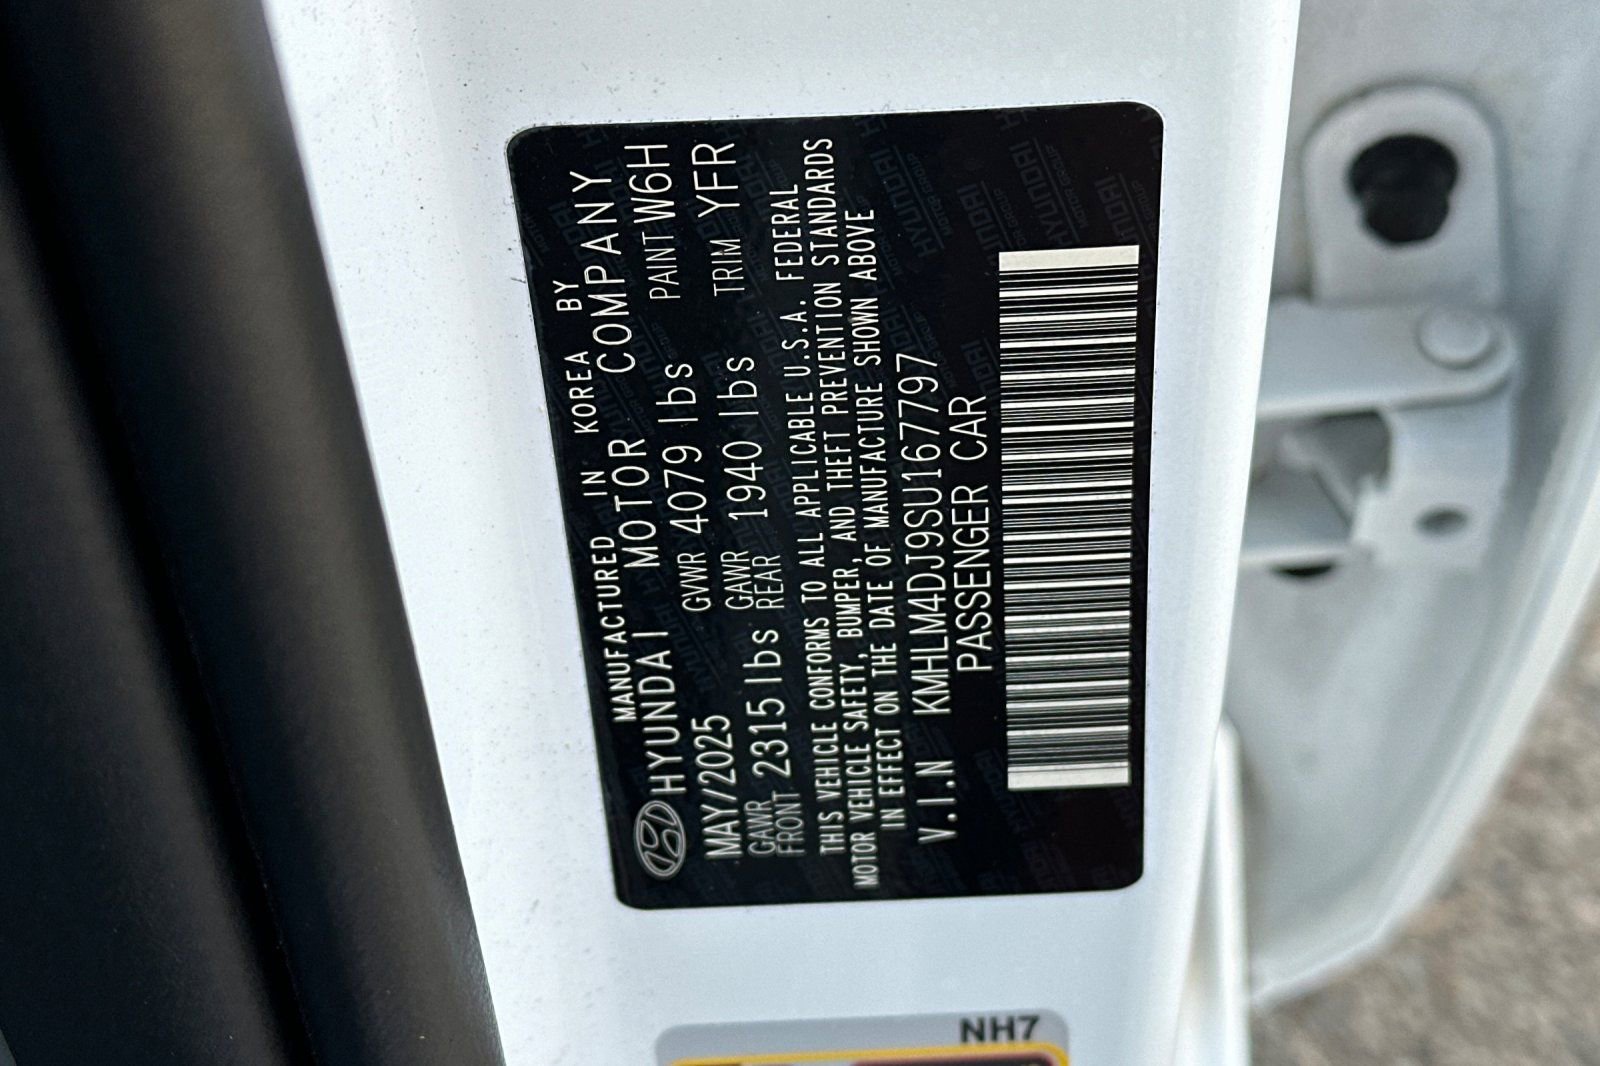 MANUFACTURED IN KOREA BY
HYUNDAI MOTOR COMPANY
MAY/2025 GVWR 4079 lbs PAINT W6H
GAWR FRONT 2315 lbs GAWR REAR 1940 lbs TRIM YFR
THIS VEHICLE CONFORMS TO ALL APPLICABLE U.S.A. FEDERAL
MOTOR VEHICLE SAFETY, BUMPER, AND THEFT PREVENTION STANDARDS
IN EFFECT ON THE DATE OF MANUFACTURE SHOWN ABOVE
V.I.N KMHLM4DJ9SU167797
PASSENGER CAR
NH7